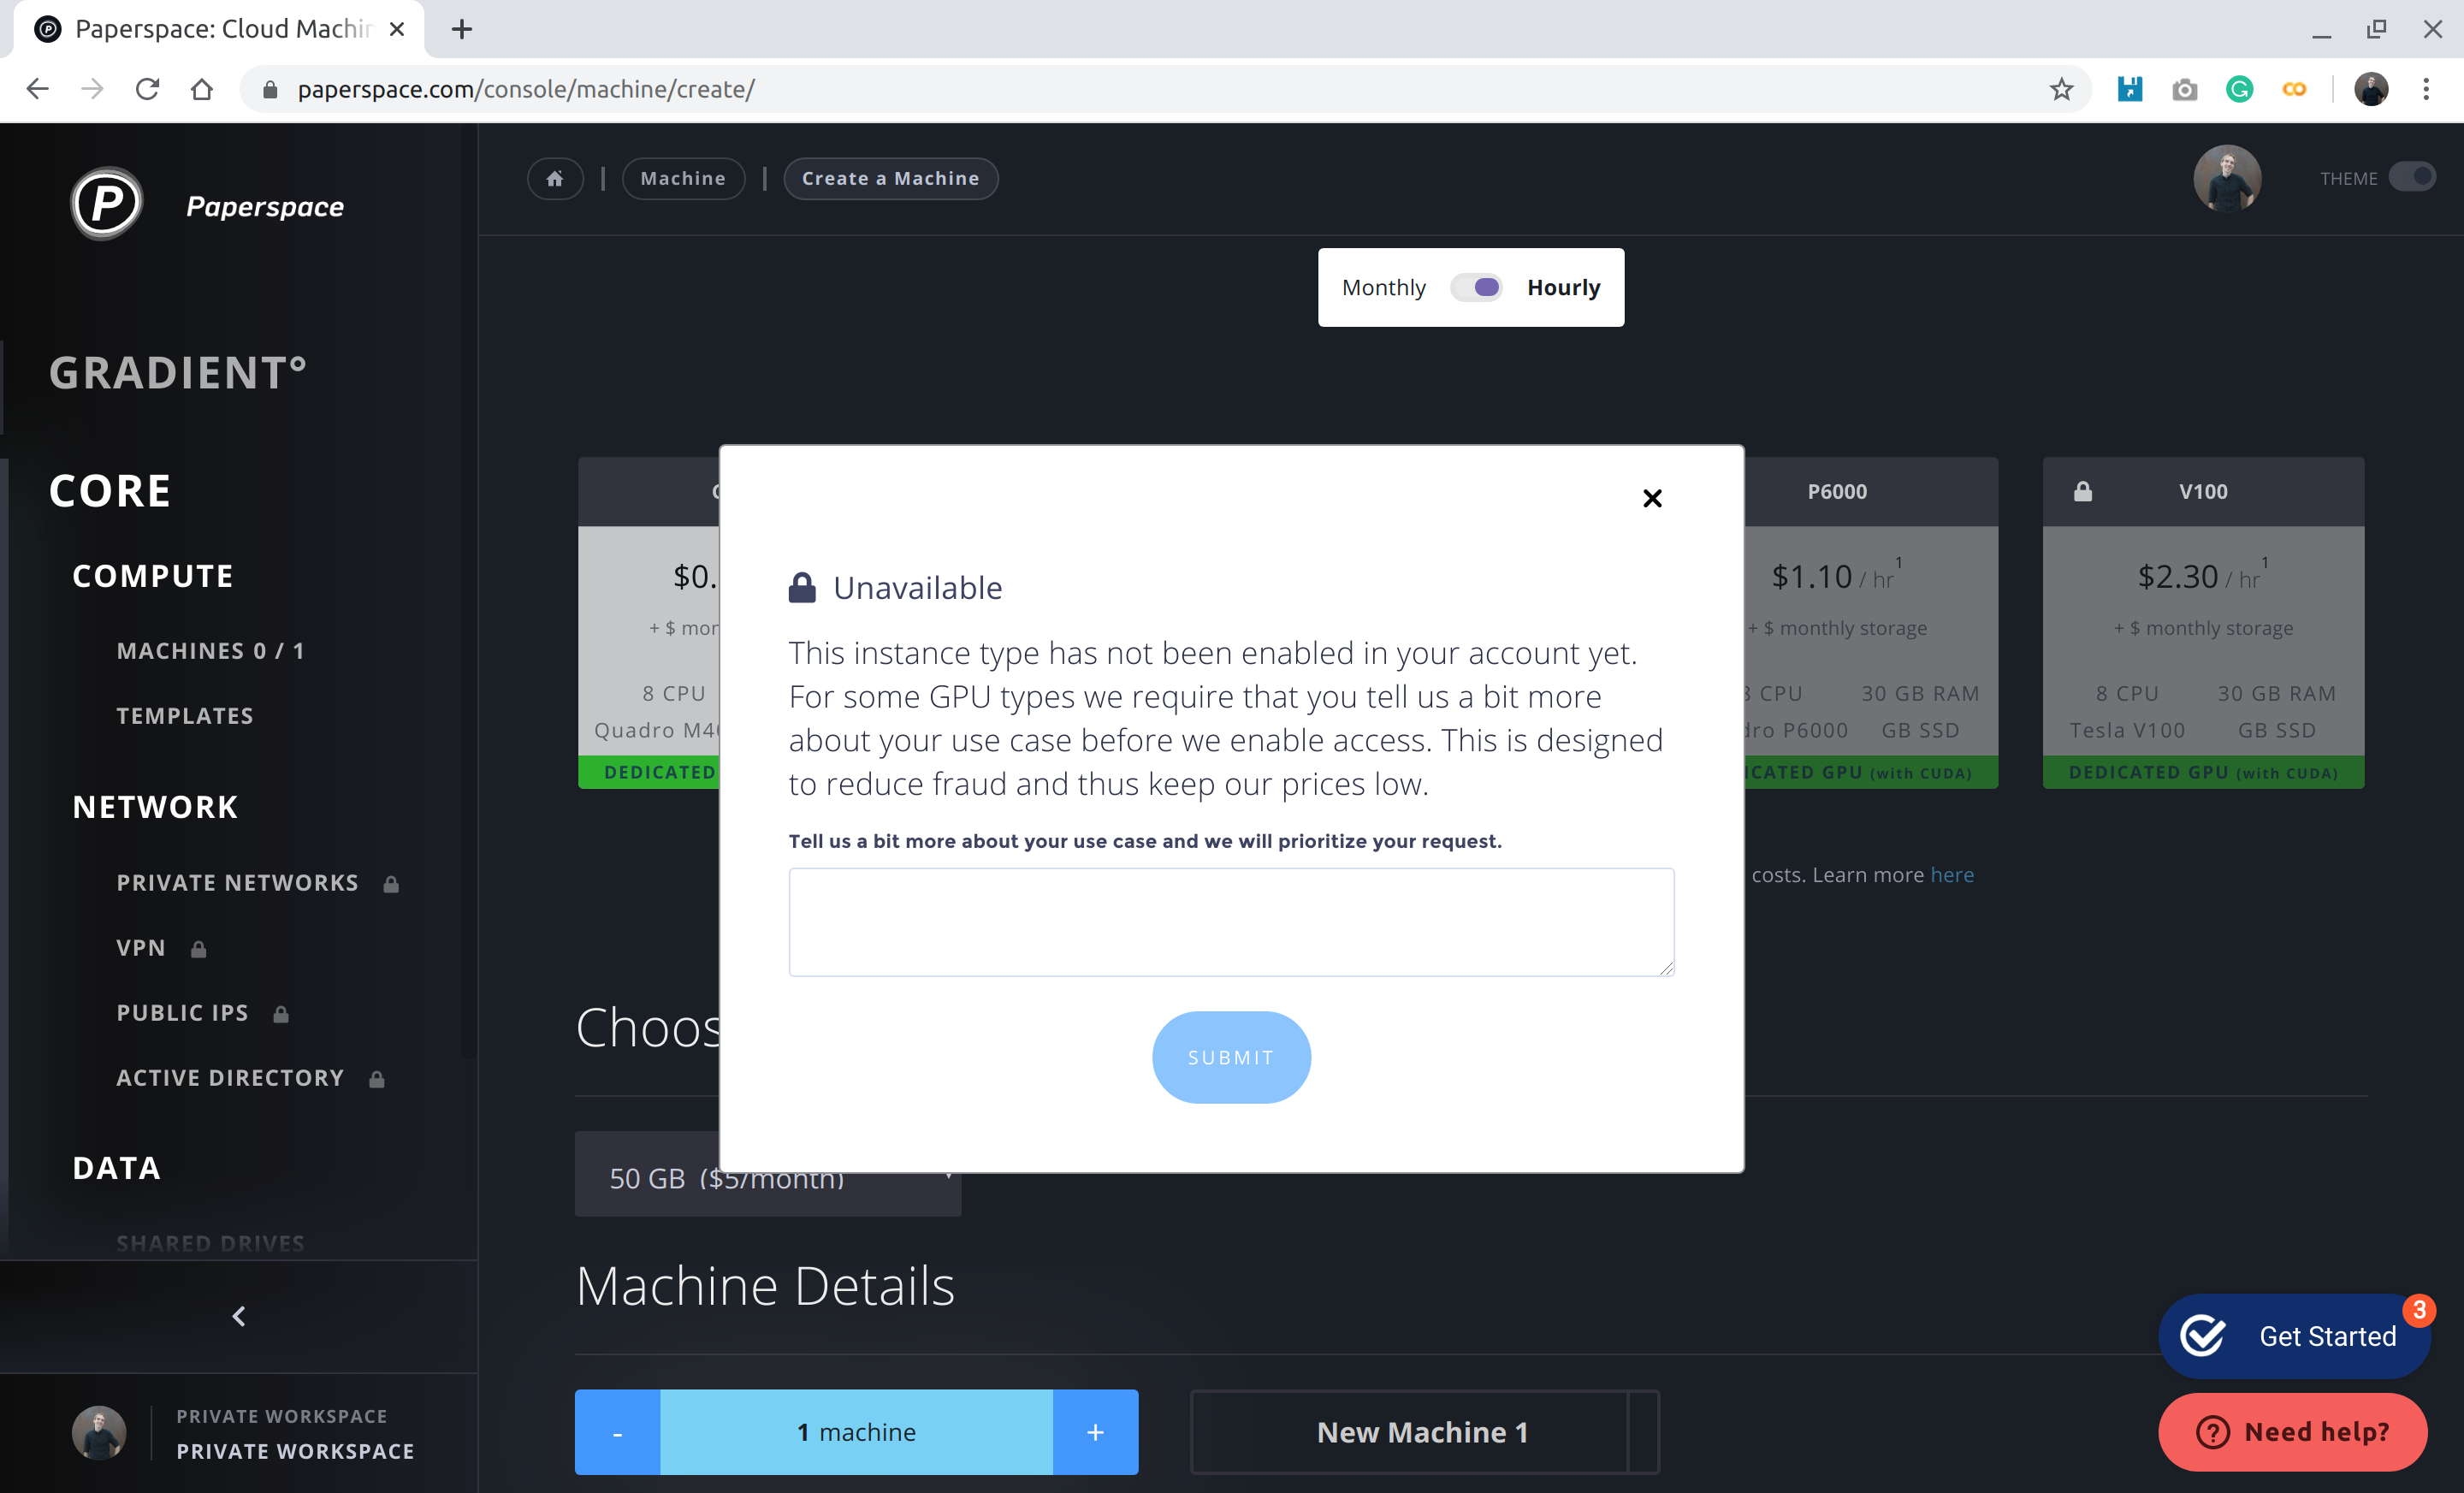 Paperspace: Cloud Machin
paperspace.com/console/machine/create/
Paperspace
Machine
Create a Machine
THEME
Monthly
Hourly
GRADIENT°
CORE
COMPUTE
MACHINES 0 / 1
TEMPLATES
NETWORK
PRIVATE NETWORKS
VPN
PUBLIC IPS
ACTIVE DIRECTORY
DATA
SHARED DRIVES
PRIVATE WORKSPACE
PRIVATE WORKSPACE
$0.
+ $ mon
8 CPU
Quadro M40
DEDICATED
Unavailable
This instance type has not been enabled in your account yet.
For some GPU types we require that you tell us a bit more
about your use case before we enable access. This is designed
to reduce fraud and thus keep our prices low.
Tell us a bit more about your use case and we will prioritize your request.
SUBMIT
P6000
$1.10 / hr 1
+ $ monthly storage
8 CPU 30 GB RAM
dro P6000 GB SSD
ICATED GPU (with CUDA)
V100
$2.30 / hr 1
+ $ monthly storage
8 CPU 30 GB RAM
Tesla V100 GB SSD
DEDICATED GPU (with CUDA)
costs. Learn more here
Choos
50 GB ($5/month)
Machine Details
- 1 machine +
New Machine 1
3
Get Started
Need help?